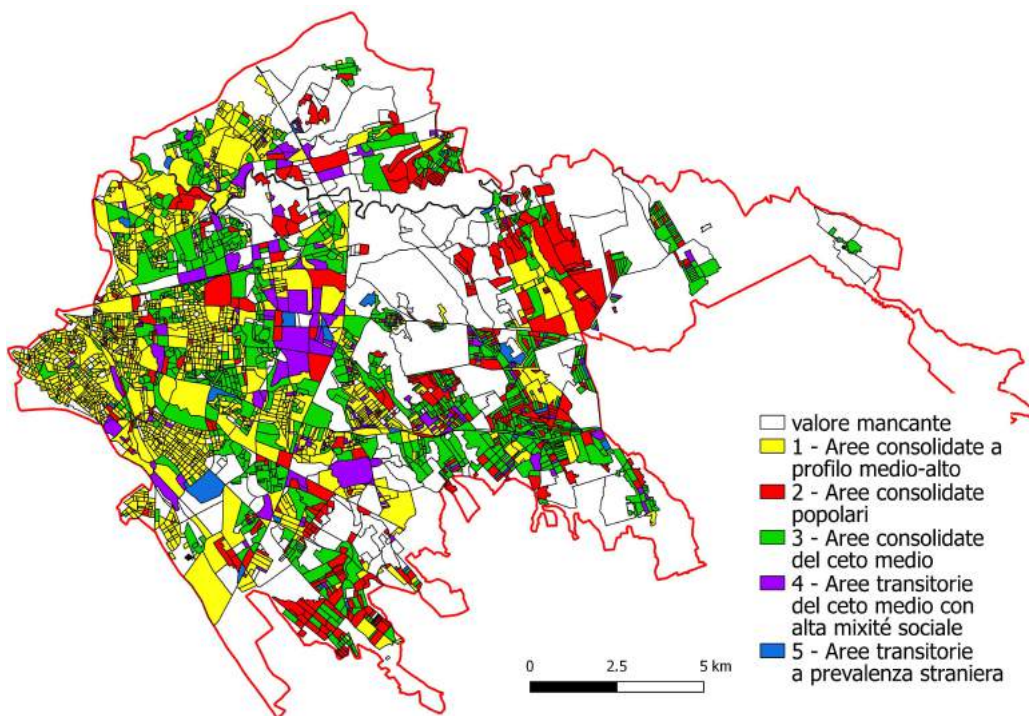 valore mancante
1 - Aree consolidate a
profilo medio-alto
2 - Aree consolidate
popolari
3 - Aree consolidate
del ceto medio
4 - Aree transitorie
del ceto medio con
alta mixité sociale
5 - Aree transitorie
a prevalenza straniera
0 2.5 5 km